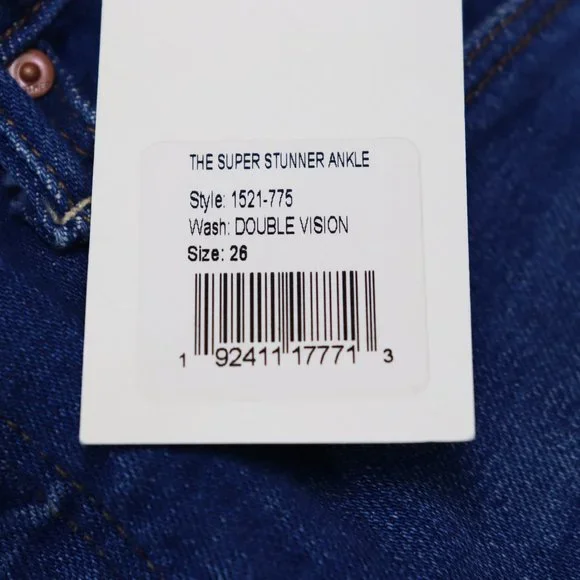 THE SUPER STUNNER ANKLE
Style: 1521-775
Wash: DOUBLE VISION
Size: 26
1 92411 17771 3